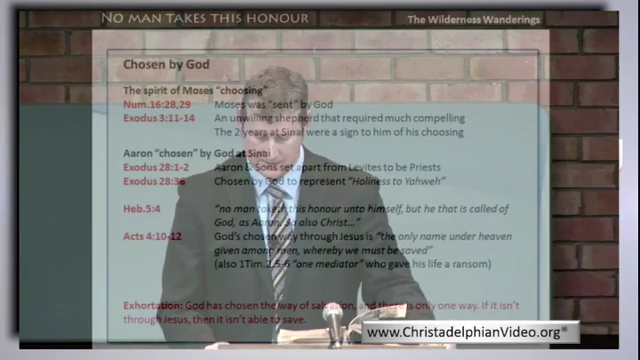 No man takes this honour
The Wilderness Wanderings
Chosen by God
The spirit of Moses "choosing"
Num.16:28,29 Moses was "sent" by God
Exodus 3:11-14 An unwilling shepherd that required much compelling
The 2 years at Sinai were a sign to him of his choosing
Aaron "chosen" by God at Sinai
Exodus 28:1-2 Aaron & Sons set apart from Levites to be Priests
Exodus 28:36 Chosen by God to represent "Holiness to Yahweh"
Heb.5:4 "no man taketh this honour unto himself, but he that is called of
God, as Aaron. So also Christ…"
Acts 4:10-12 God's chosen way through Jesus is "the only name under heaven
given among men, whereby we must be saved"
(also 1Tim.2:5-6 "one mediator" who gave his life a ransom)
Exhortation: God has chosen the way of salvation, and there is only one way. If it isn't
through Jesus, then it isn't able to save.
www.ChristadelphianVideo.org®